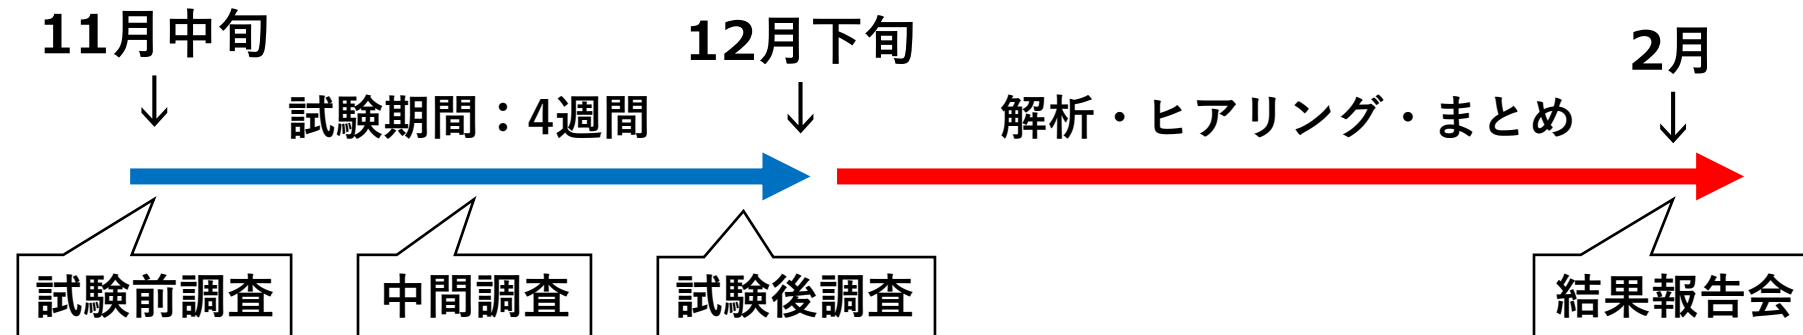 11月中旬
12月下旬
2月
↓
↓
↓
試験期間：4週間
解析・ヒアリング・まとめ
試験前調査
中間調査
試験後調査
結果報告会